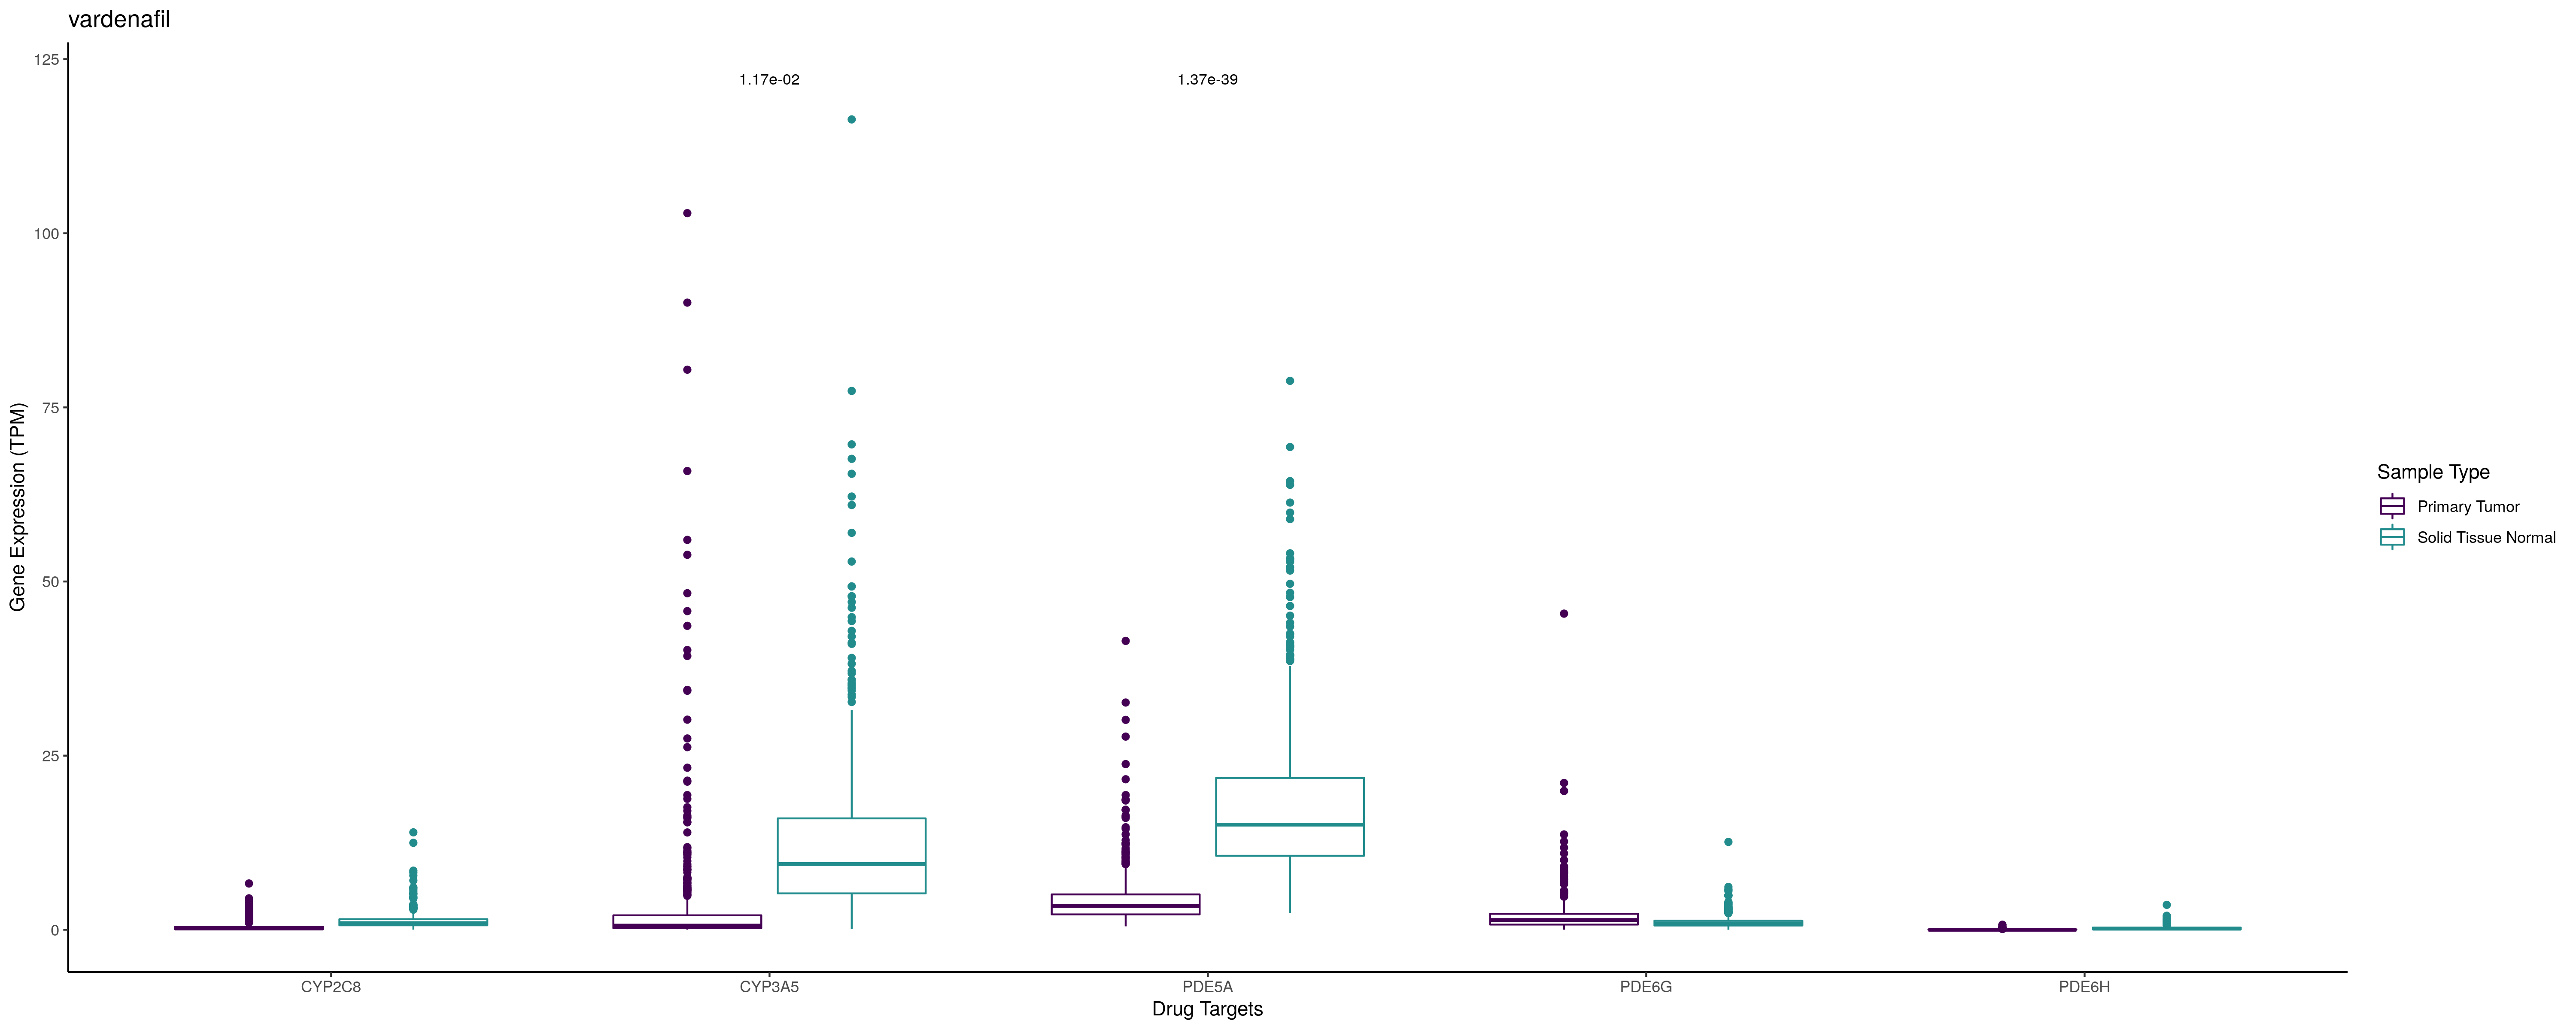 vardenafil
125
100
75
50
25
0
Gene Expression (TPM)
1.17e-02
1.37e-39
CYP2C8
CYP3A5
PDE5A
PDE6G
PDE6H
Drug Targets
Sample Type
Primary Tumor
Solid Tissue Normal